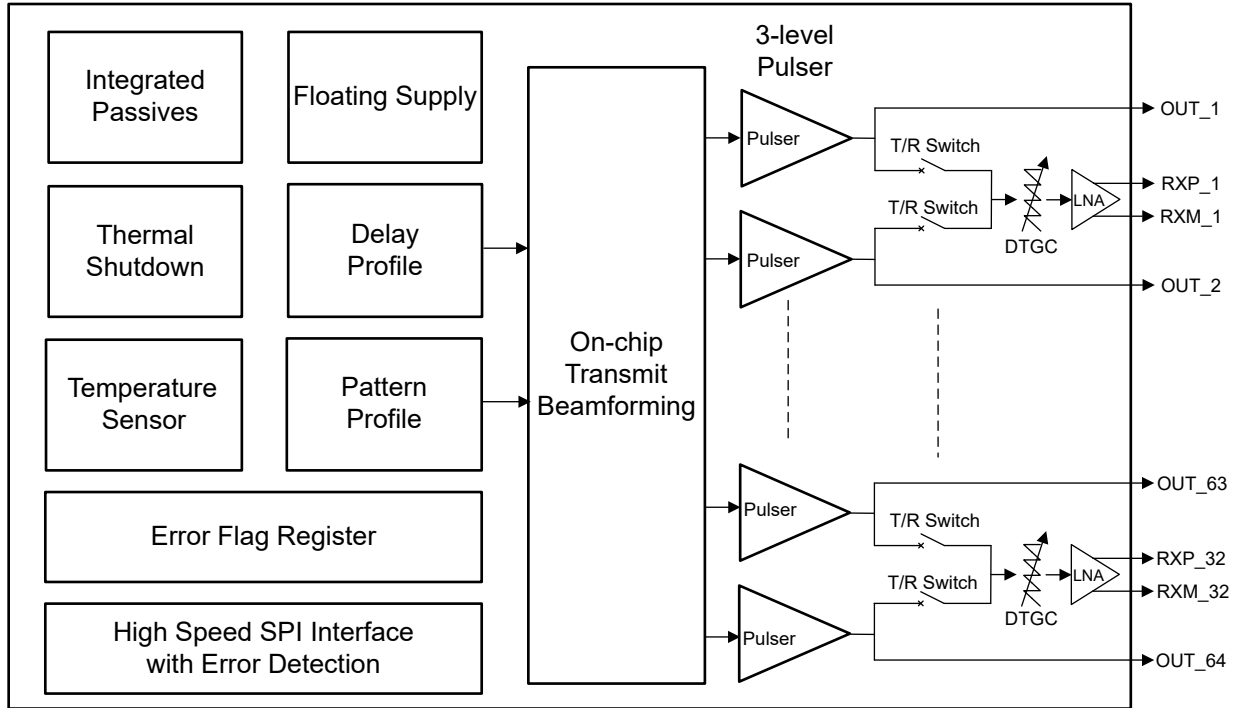 Integrated
Passives
Floating Supply
Thermal
Shutdown
Delay
Profile
Temperature
Sensor
Pattern
Profile
Error Flag Register
High Speed SPI Interface
with Error Detection
On-chip
Transmit
Beamforming
3-level
Pulser
Pulser
OUT_1
T/R Switch
RXP_1
LNA
RXM_1
T/R Switch
DTGC
Pulser
OUT_2
Pulser
OUT_63
T/R Switch
RXP_32
LNA
RXM_32
T/R Switch
DTGC
Pulser
OUT_64